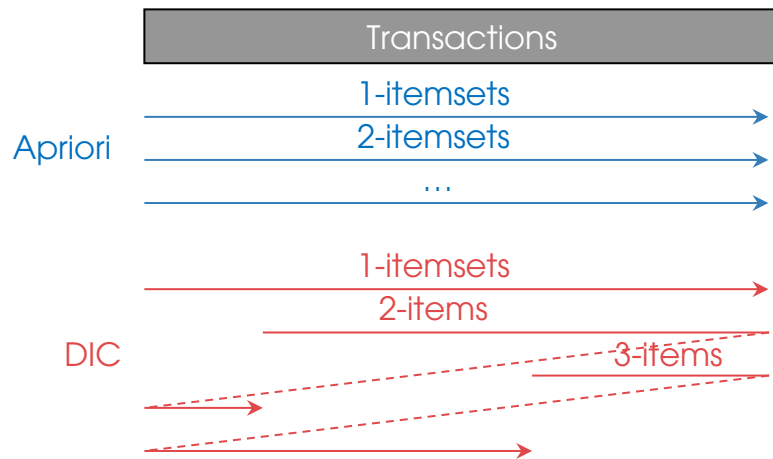 Transactions
1-itemsets
Apriori
2-itemsets
...
1-itemsets
2-items
DIC
3-items